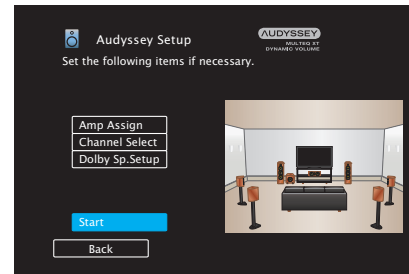 Audyssey Setup
AUDYSSEY
MULTEQ XT
DYNAMIC VOLUME
Set the following items if necessary.
Amp Assign
Channel Select
Dolby Sp.Setup
Start
Back